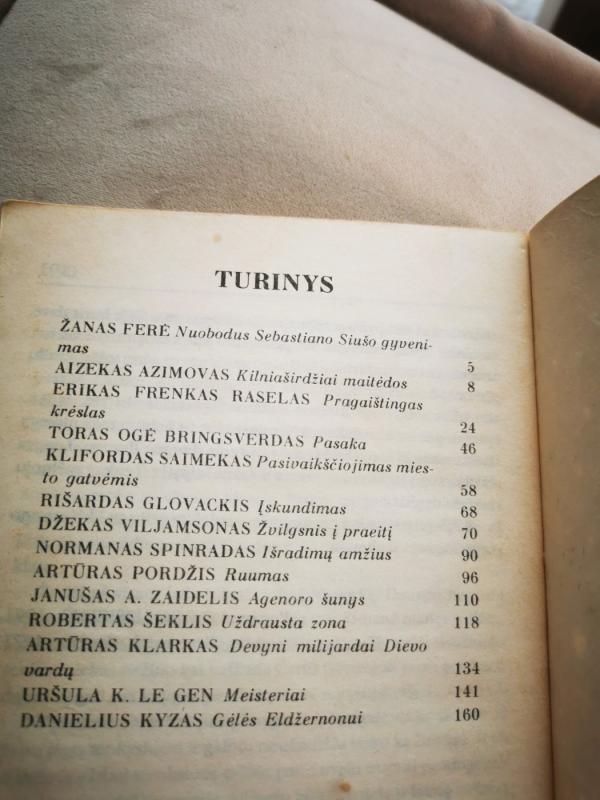 TURINYS
ŽANAS FERĖ Nuobodus Sebastiano Siušo gyveni-
mas 5
AIZEKAS AZIMOVAS Kilniaširdžiai maitėdos 8
ERIKAS FRENKAS RASELAS Pragaištingas
krėslas 24
TORAS OGĖ BRINGSVERDAS Pasaka 46
KLIFORDAS SAIMEKAS Pasivaikščiojimas mies-
to gatvėmis 58
RIŠARDAS GLOVACKIS Įskundimas 68
DŽEKAS VILJAMSONAS Žvilgsnis į praeitį 70
NORMANAS SPINRADAS Išradimų amžius 90
ARTŪRAS PORDŽIS Ruumas 96
JANUŠAS A. ZAIDELIS Agenoro šunys 110
ROBERTAS ŠEKLIS Uždrausta zona 118
ARTŪRAS KLARKAS Devyni milijardai Dievo
vardų 134
URŠULA K. LE GEN Meisteriai 141
DANIELIUS KYZAS Gėlės Eldžernonui 160